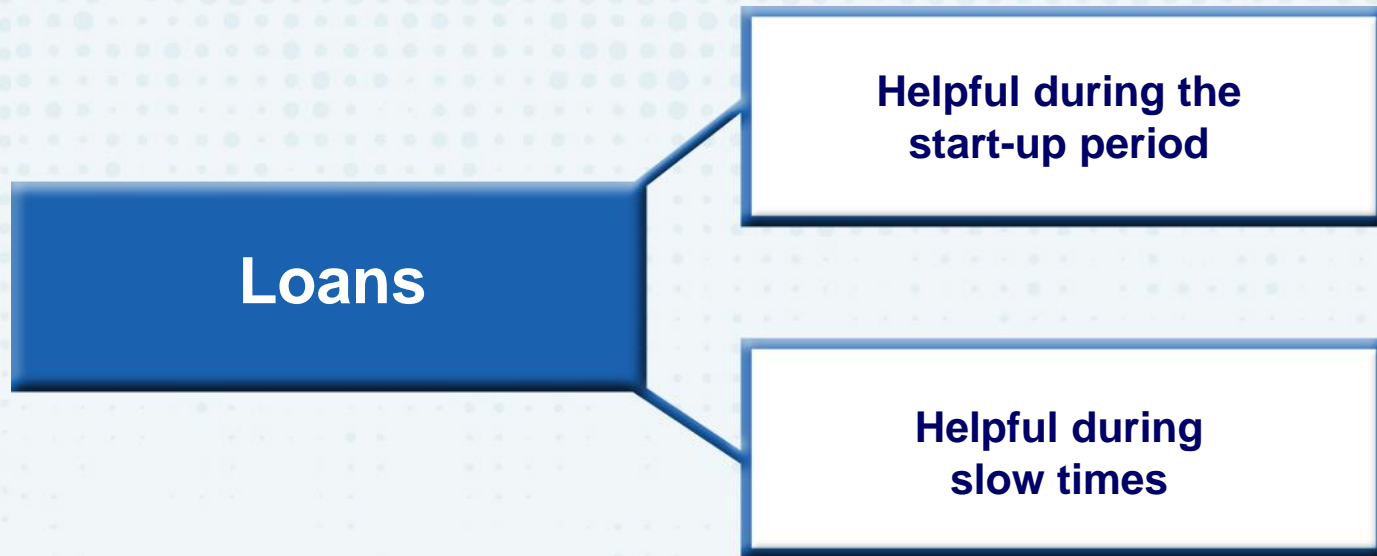 Helpful during the
start-up period
Loans
Helpful during
slow times